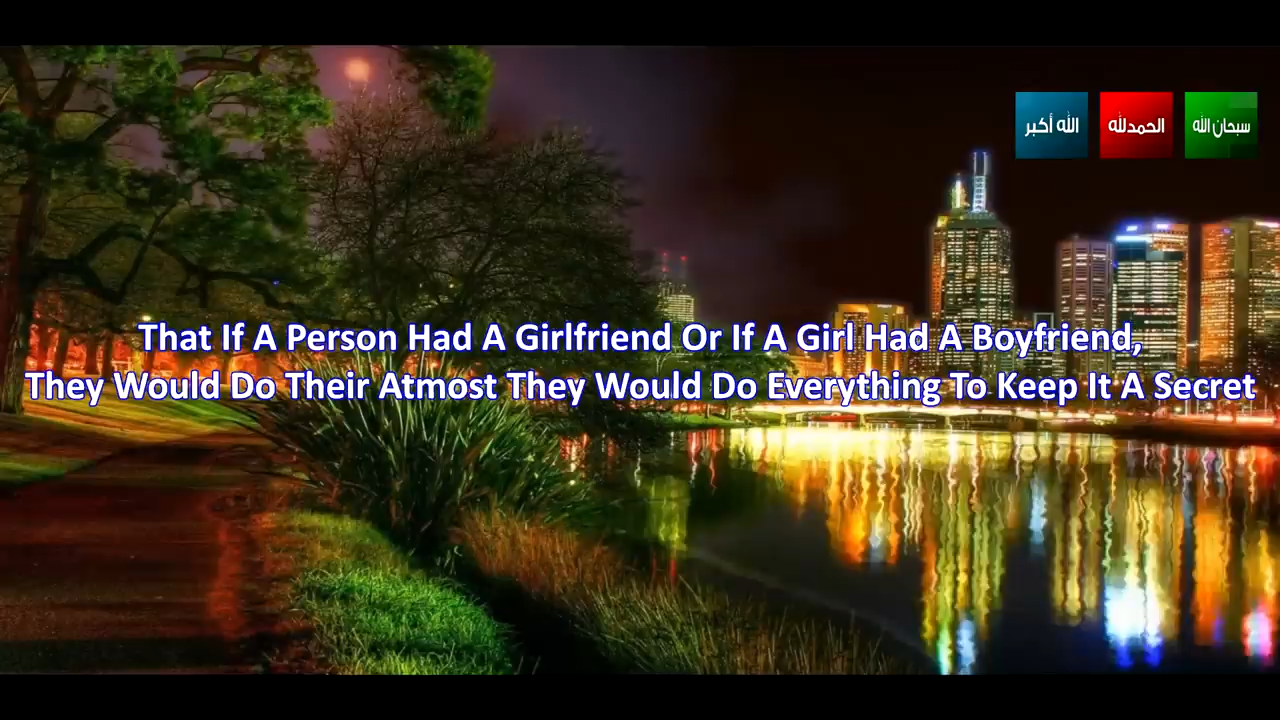 الله أكبر
الحمدلله
سبحان الله
That If A Person Had A Girlfriend Or If A Girl Had A Boyfriend,
They Would Do Their Atmost They Would Do Everything To Keep It A Secret